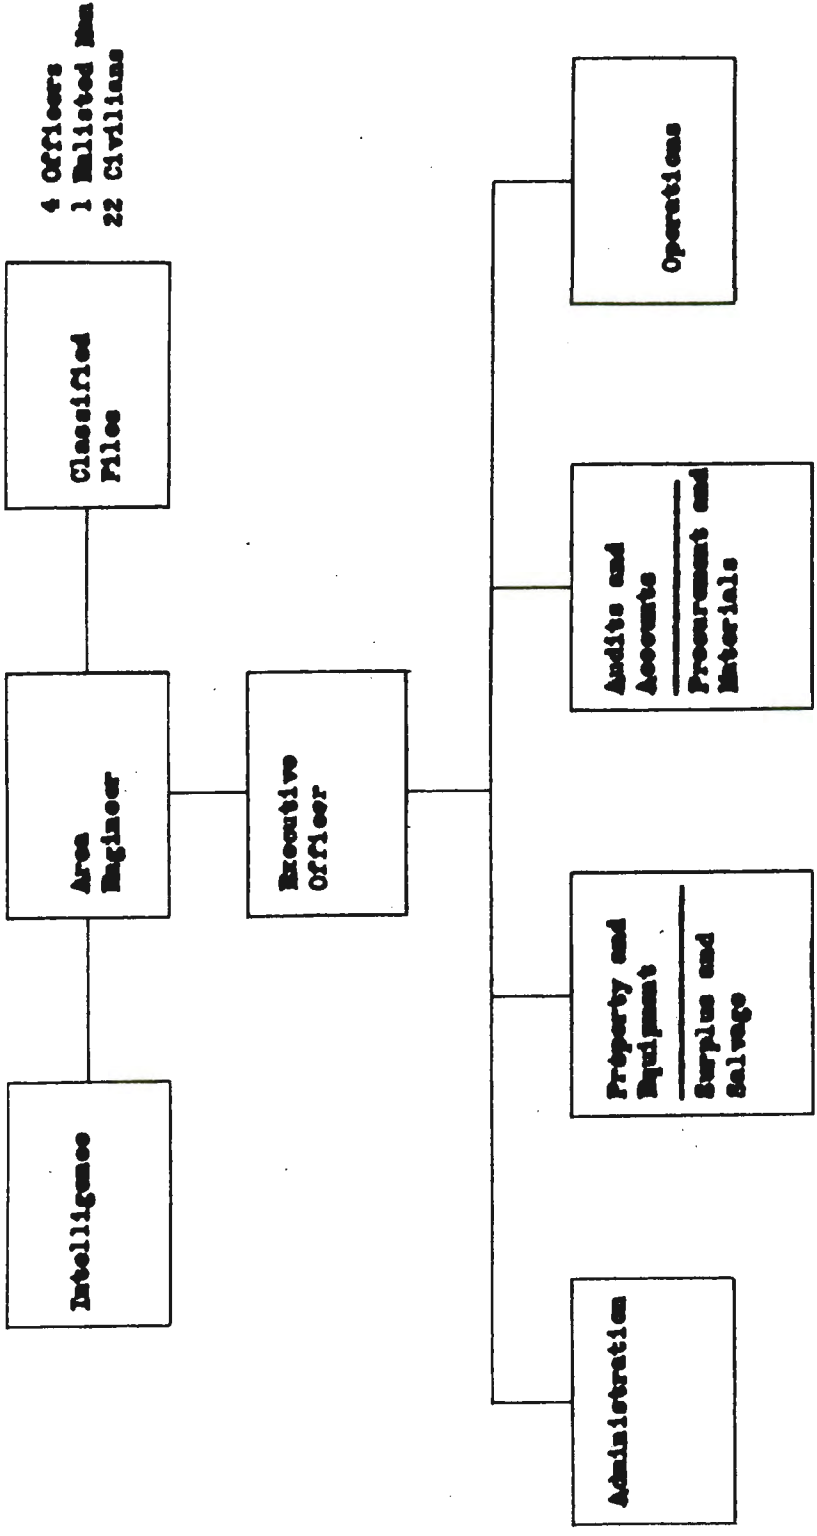 4 Officers
1 Enlisted Men
22 Civilians
Intelligence
Area
Engineer
Classified
Files
Executive
Officer
Administration
Property and
Equipment
Surplus and
Salvage
Audits and
Accounts
Procurement and
Materials
Operations